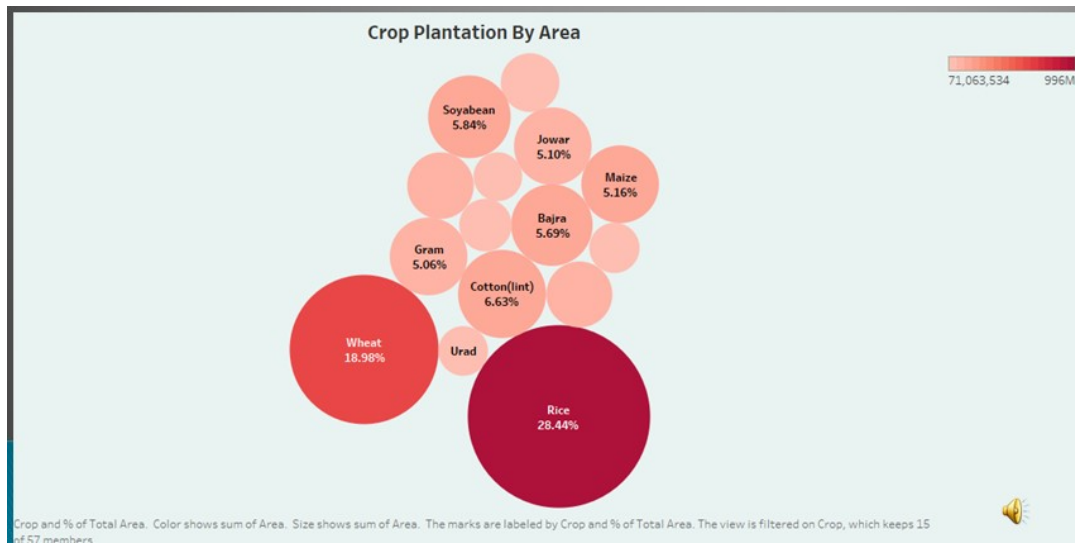 Crop Plantation By Area
71,063,534 996M
Soyabean
5.84%
Jowar
5.10%
Maize
5.16%
Bajra
5.69%
Gram
5.06%
Cotton(lint)
6.63%
Wheat
18.98%
Urad
Rice
28.44%
Crop and % of Total Area. Color shows sum of Area. Size shows sum of Area. The marks are labeled by Crop and % of Total Area. The view is filtered on Crop, which keeps 15
of 57 members.